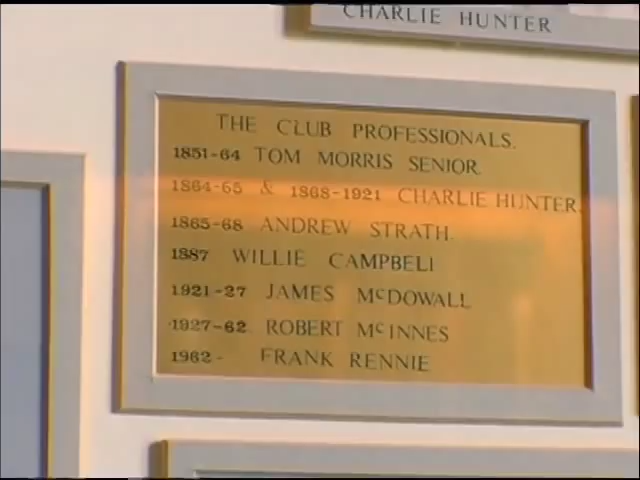 CHARLIE HUNTER
THE CLUB PROFESSIONALS.
1851-64 TOM MORRIS SENIOR.
1864-65 & 1868-1921 CHARLIE HUNTER.
1865-68 ANDREW STRATH.
1887 WILLIE CAMPBELL
1921-27 JAMES McDOWALL
1927-62 ROBERT McINNES
1962- FRANK RENNIE